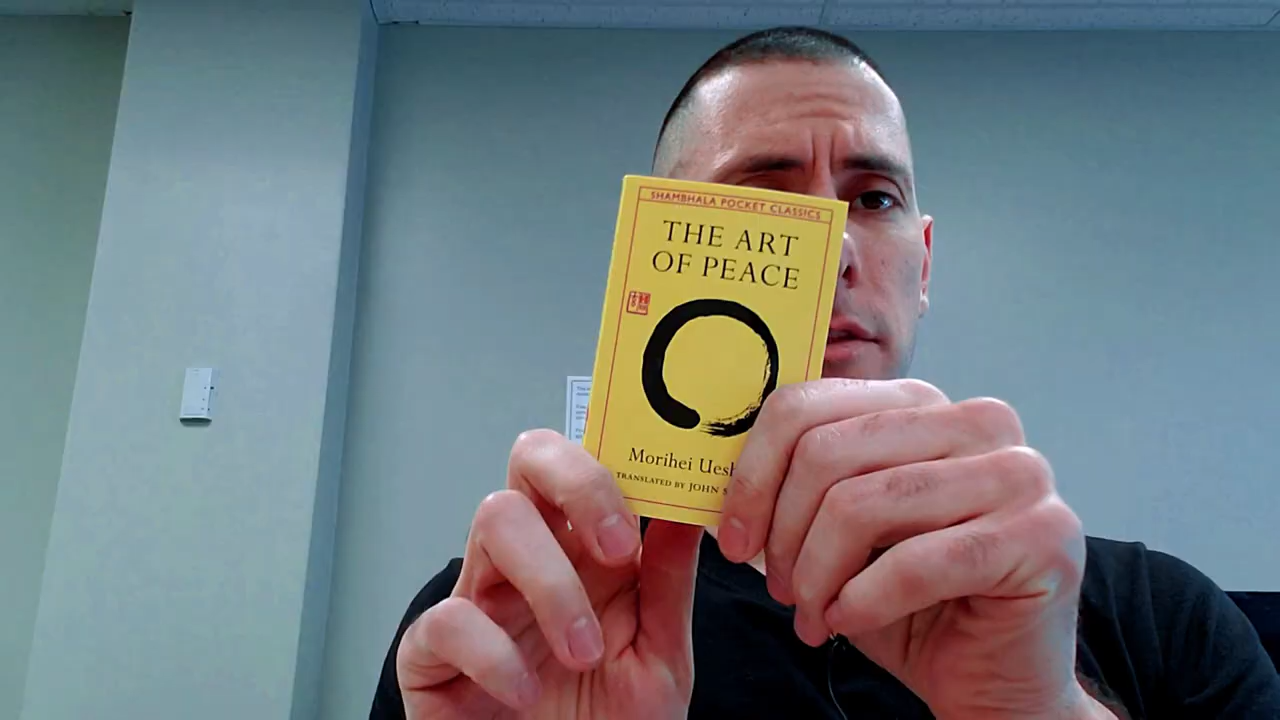 SHAMBHALA POCKET CLASSICS
THE ART
OF PEACE
Morihei
TRANSLATED BY JOHN